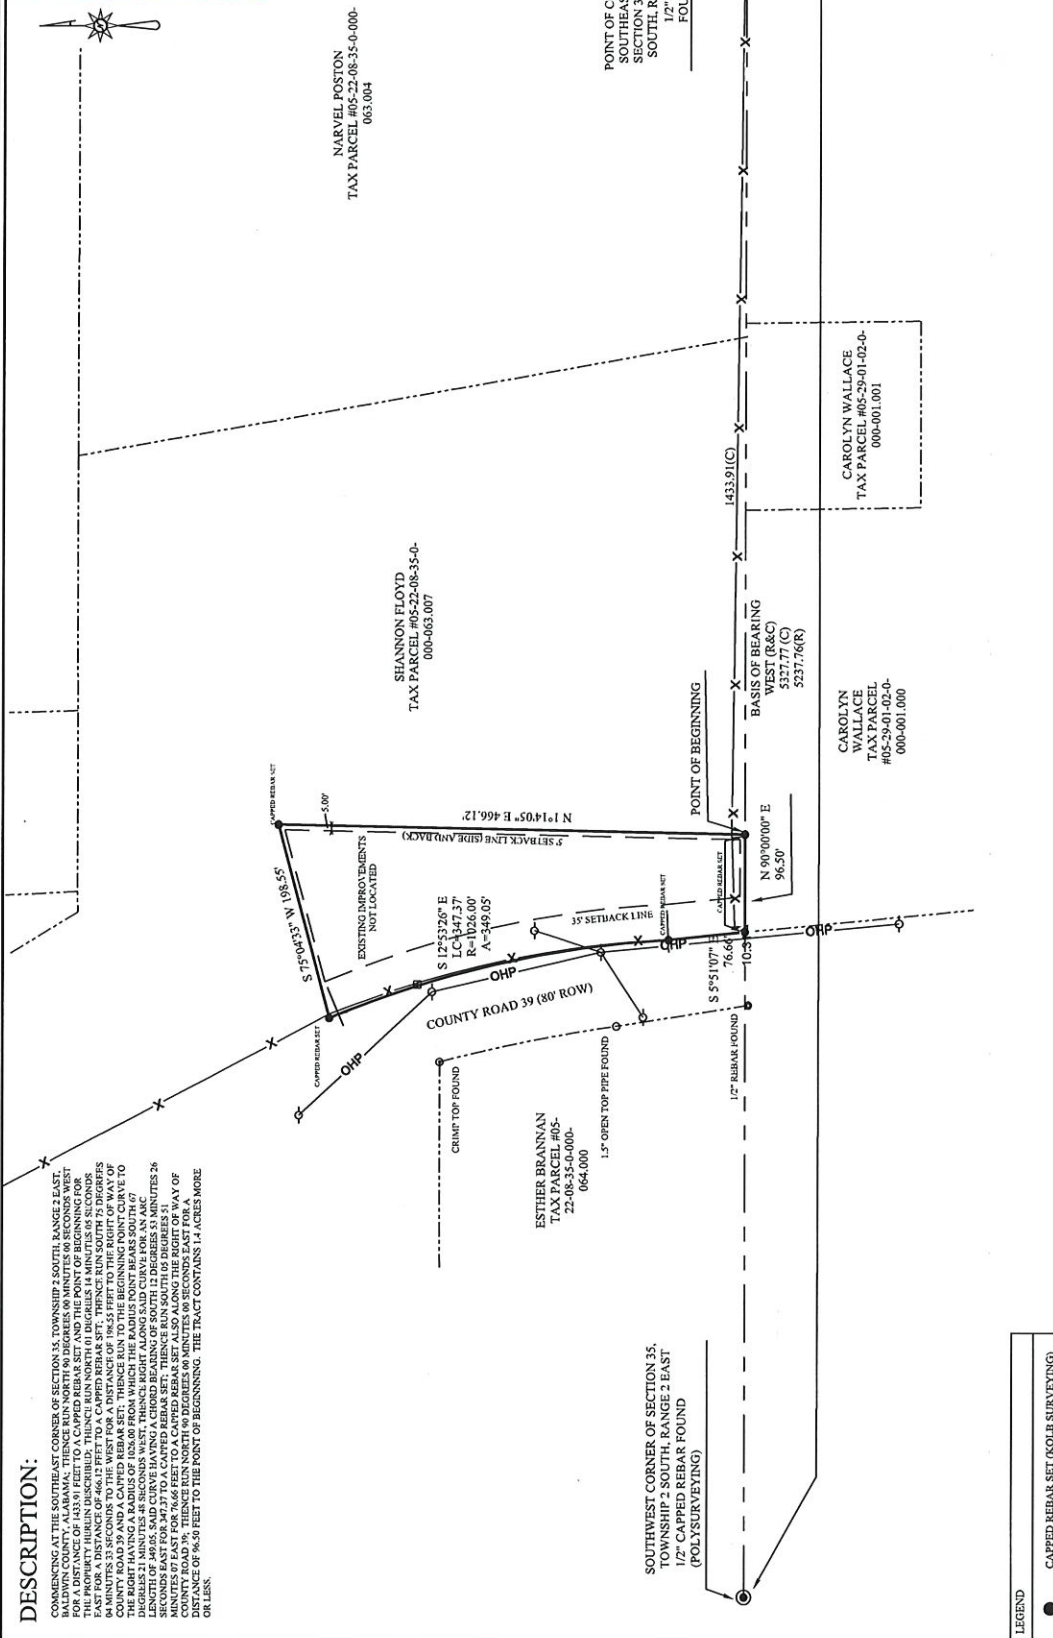 DESCRIPTION:
COMMENCING AT THE SOUTHEAST CORNER OF SECTION 35, TOWNSHIP 2 SOUTH, RANGE 2 EAST,
BALDWIN COUNTY, ALABAMA; THENCE RUN NORTH 90 DEGREES 00 MINUTES 00 SECONDS WEST
FOR A DISTANCE OF 1433.91 FEET TO A CAPPED REBAR SET AND THE POINT OF BEGINNING FOR
THE PROPERTY HEREIN DESCRIBED; THENCE RUN NORTH 01 DEGREES 14 MINUTES 05 SECONDS
EAST FOR A DISTANCE OF 466.12 FEET TO A CAPPED REBAR SET; THENCE RUN SOUTH 75 DEGREES
04 MINUTES 33 SECONDS TO THE WEST FOR A DISTANCE OF 198.55 FEET TO THE RIGHT OF WAY OF
COUNTY ROAD 39 AND A CAPPED REBAR SET; THENCE RUN TO THE BEGINNING POINT CURVE TO
THE RIGHT HAVING A RADIUS OF 1026.00 FROM WHICH THE RADIUS POINT BEARS SOUTH 67
DEGREES 21 MINUTES 48 SECONDS WEST, THENCE RIGHT ALONG SAID CURVE FOR AN ARC
LENGTH OF 349.05, SAID CURVE HAVING A CHORD BEARING OF SOUTH 12 DEGREES 53 MINUTES 26
SECONDS EAST FOR 347.37 TO A CAPPED REBAR SET; THENCE RUN SOUTH 05 DEGREES 51
MINUTES 07 EAST FOR 76.66 FEET TO A CAPPED REBAR SET ALSO ALONG THE RIGHT OF WAY OF
COUNTY ROAD 39; THENCE RUN NORTH 90 DEGREES 00 MINUTES 00 SECONDS EAST FOR A
DISTANCE OF 96.50 FEET TO THE POINT OF BEGINNNING. THE TRACT CONTAINS 1.4 ACRES MORE
OR LESS.
NARVEL POSTON
TAX PARCEL #05-22-08-35-0-000-
063.004
SHANNON FLOYD
TAX PARCEL #05-22-08-35-0-
000-063.007
CAPPED REBAR SET
5.00'
S 75°04'33" W 198.55'
CAPPED REBAR SET
EXISTING IMPROVEMENTS
NOT LOCATED
5' SETBACK LINE (SIDE AND BACK)
N 1°14'05" E 466.12'
S 12°53'26" E
LC=347.37'
R=1026.00'
A=349.05'
35' SETBACK LINE
OHP
OHP
OHP
OHP
COUNTY ROAD 39 (80' ROW)
CRIMP TOP FOUND
1.5" OPEN TOP PIPE FOUND
ESTHER BRANNAN
TAX PARCEL #05-
22-08-35-0-000-
064.000
CAPPED REBAR SET
CAPPED REBAR SET
S 5°51'07" E
76.66'
1/2" REBAR FOUND
POINT OF BEGINNING
N 90°00'00" E
96.50'
1433.91(C)
BASIS OF BEARING
WEST (R&C)
5327.77 (C)
5237.76(R)
POINT OF C
SOUTHEAS
SECTION 3
SOUTH, R
1/2"
FOU
CAROLYN WALLACE
TAX PARCEL #05-29-01-02-0-
000-001.001
CAROLYN
WALLACE
TAX PARCEL
#05-29-01-02-0-
000-001.000
SOUTHWEST CORNER OF SECTION 35,
TOWNSHIP 2 SOUTH, RANGE 2 EAST
1/2" CAPPED REBAR FOUND
(POLYSURVEYING)
LEGEND
CAPPED REBAR SET (KOLB SURVEYING)